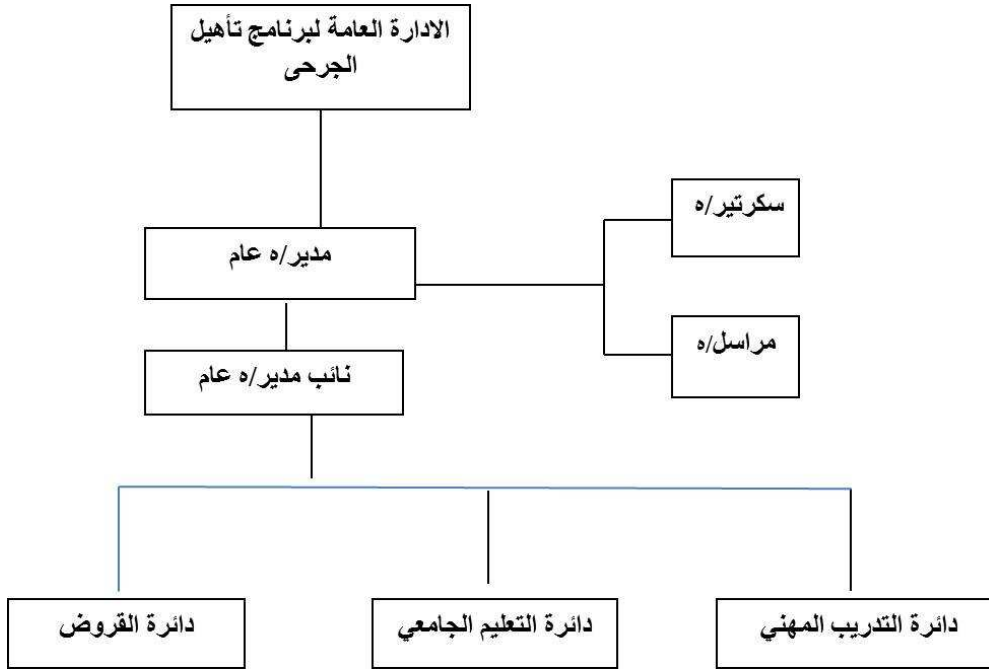 الادارة العامة لبرنامج تأهيل
الجرحى
سكرتير/ه
مدير/ه عام
مراسل/ه
نائب مدير/ه عام
دائرة التدريب المهني
دائرة التعليم الجامعي
دائرة القروض